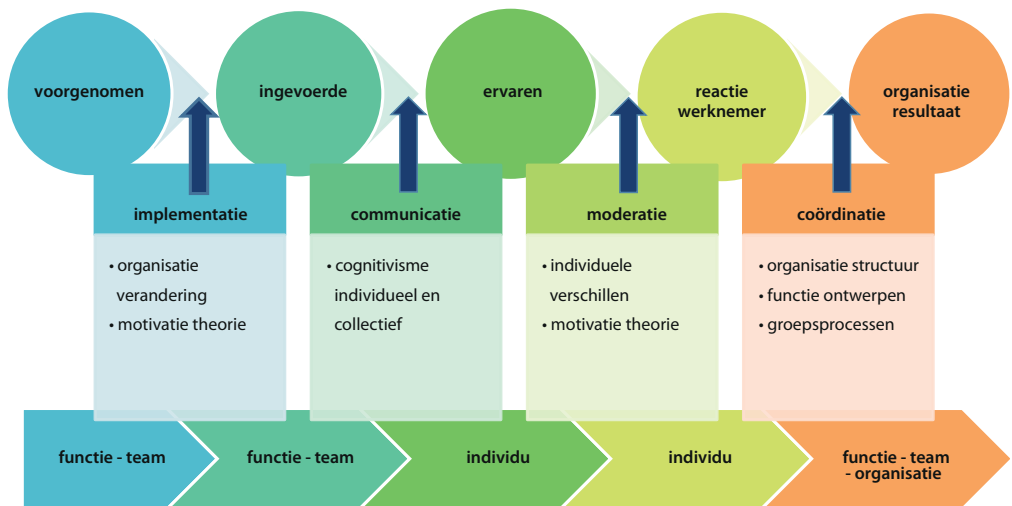 voorgenomen
ingevoerde
ervaren
reactie
werknemer
organisatie
resultaat
implementatie
• organisatie
verandering
• motivatie theorie
communicatie
• cognitivisme
individueel en
collectief
moderatie
• individuele
verschillen
• motivatie theorie
coördinatie
• organisatie structuur
• functie ontwerpen
• groepsprocessen
functie - team
functie - team
individu
individu
functie - team
- organisatie